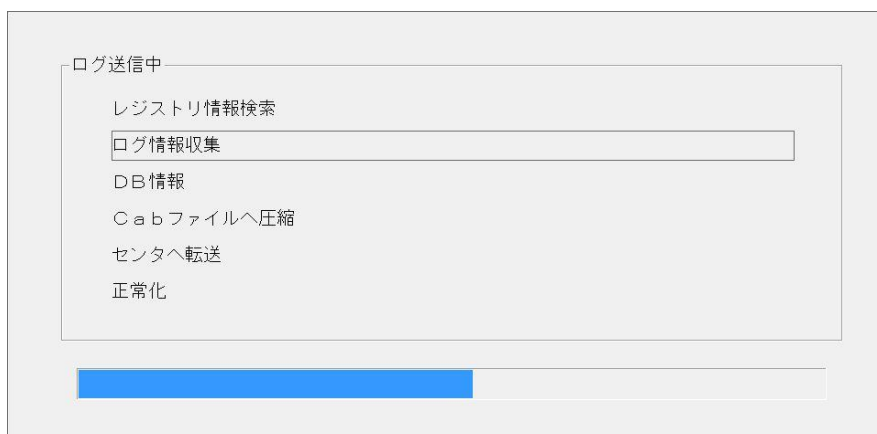 ログ送信中
レジストリ情報検索
ログ情報収集
ＤＢ情報
Ｃａｂファイルへ圧縮
センタへ転送
正常化